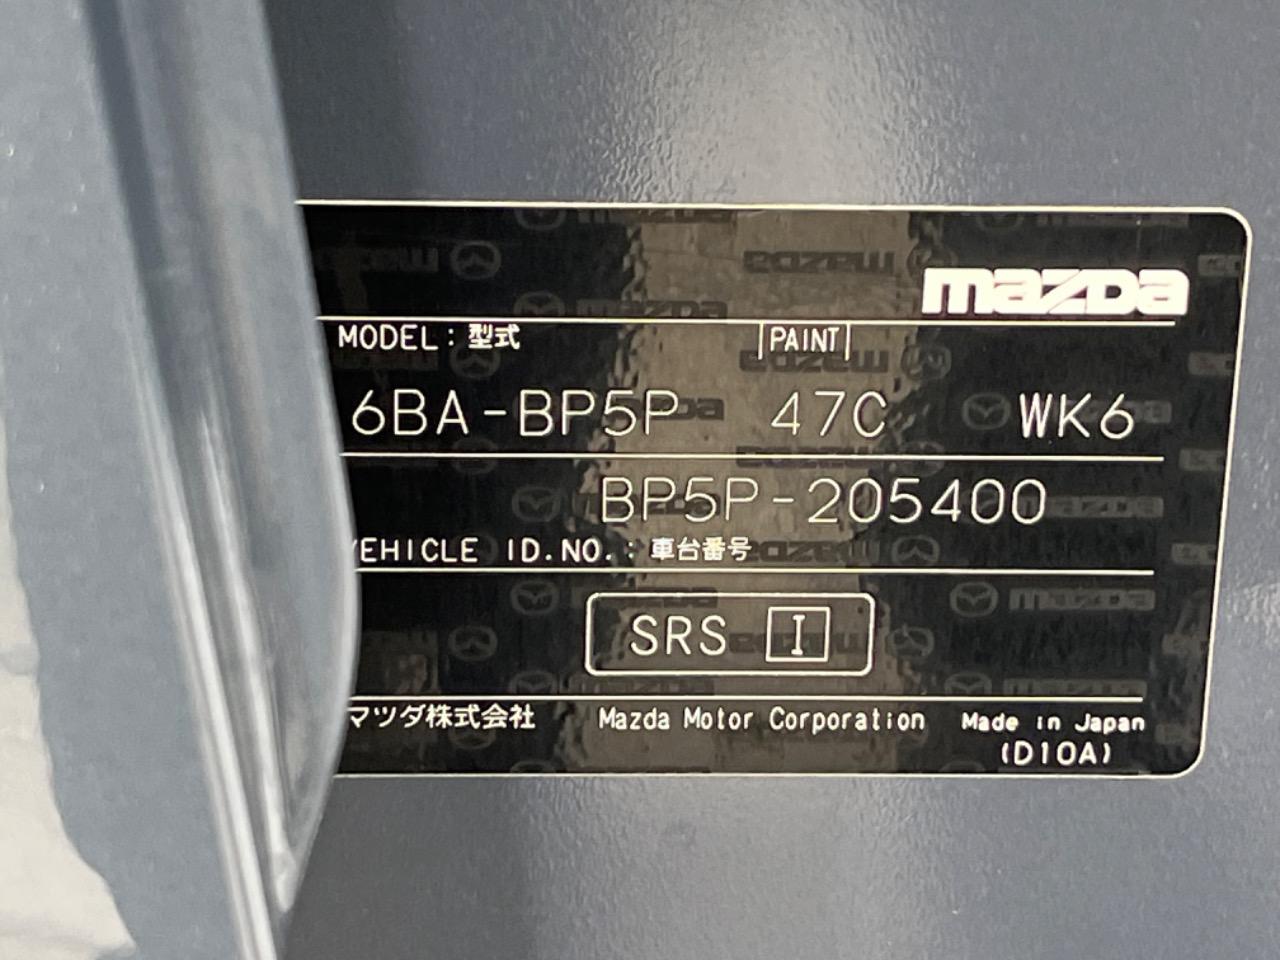 mazda
MODEL : 型式 PAINT
6BA-BP5P 47C WK6
BP5P-205400
VEHICLE ID.NO. : 車台番号
SRS I
マツダ株式会社 Mazda Motor Corporation Made in Japan
(D10A)